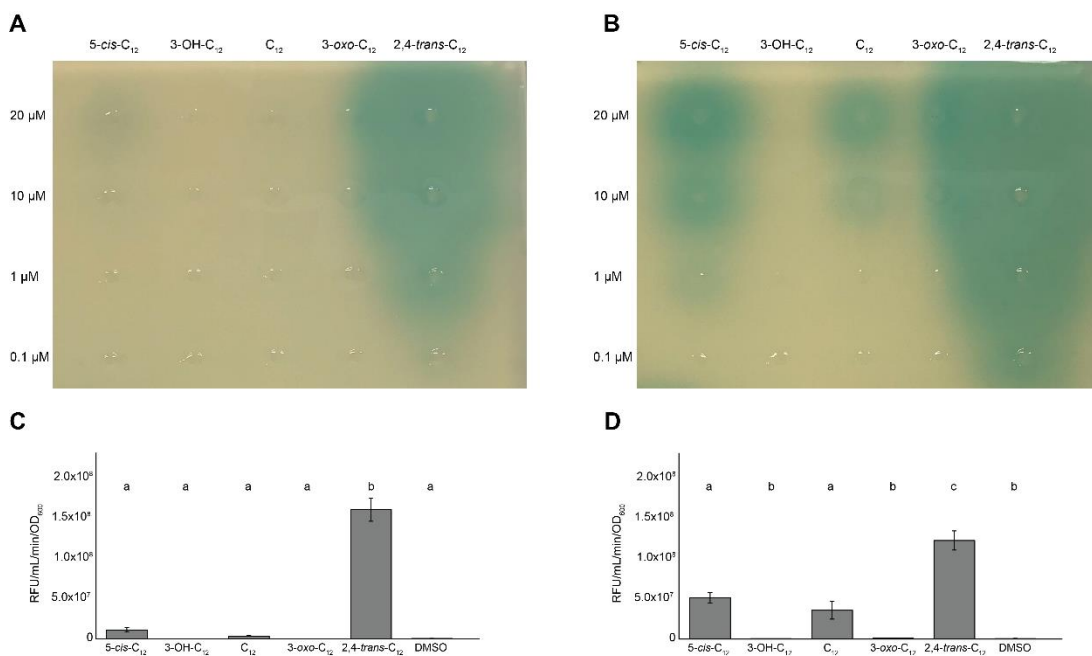 A
5-cis-C₁₂ 3-OH-C₁₂ C₁₂ 3-oxo-C₁₂ 2,4-trans-C₁₂
20 µM
10 µM
1 µM
0.1 µM
B
5-cis-C₁₂ 3-OH-C₁₂ C₁₂ 3-oxo-C₁₂ 2,4-trans-C₁₂
20 µM
10 µM
1 µM
0.1 µM
C
RFU/mL/min/OD₆₀₀
2.0x10⁸
1.5x10⁸
1.0x10⁸
5.0x10⁷
0
a a a a b a
5-cis-C₁₂ 3-OH-C₁₂ C₁₂ 3-oxo-C₁₂ 2,4-trans-C₁₂ DMSO
D
RFU/mL/min/OD₆₀₀
2.0x10⁸
1.5x10⁸
1.0x10⁸
5.0x10⁷
0
a b a b c b
5-cis-C₁₂ 3-OH-C₁₂ C₁₂ 3-oxo-C₁₂ 2,4-trans-C₁₂ DMSO